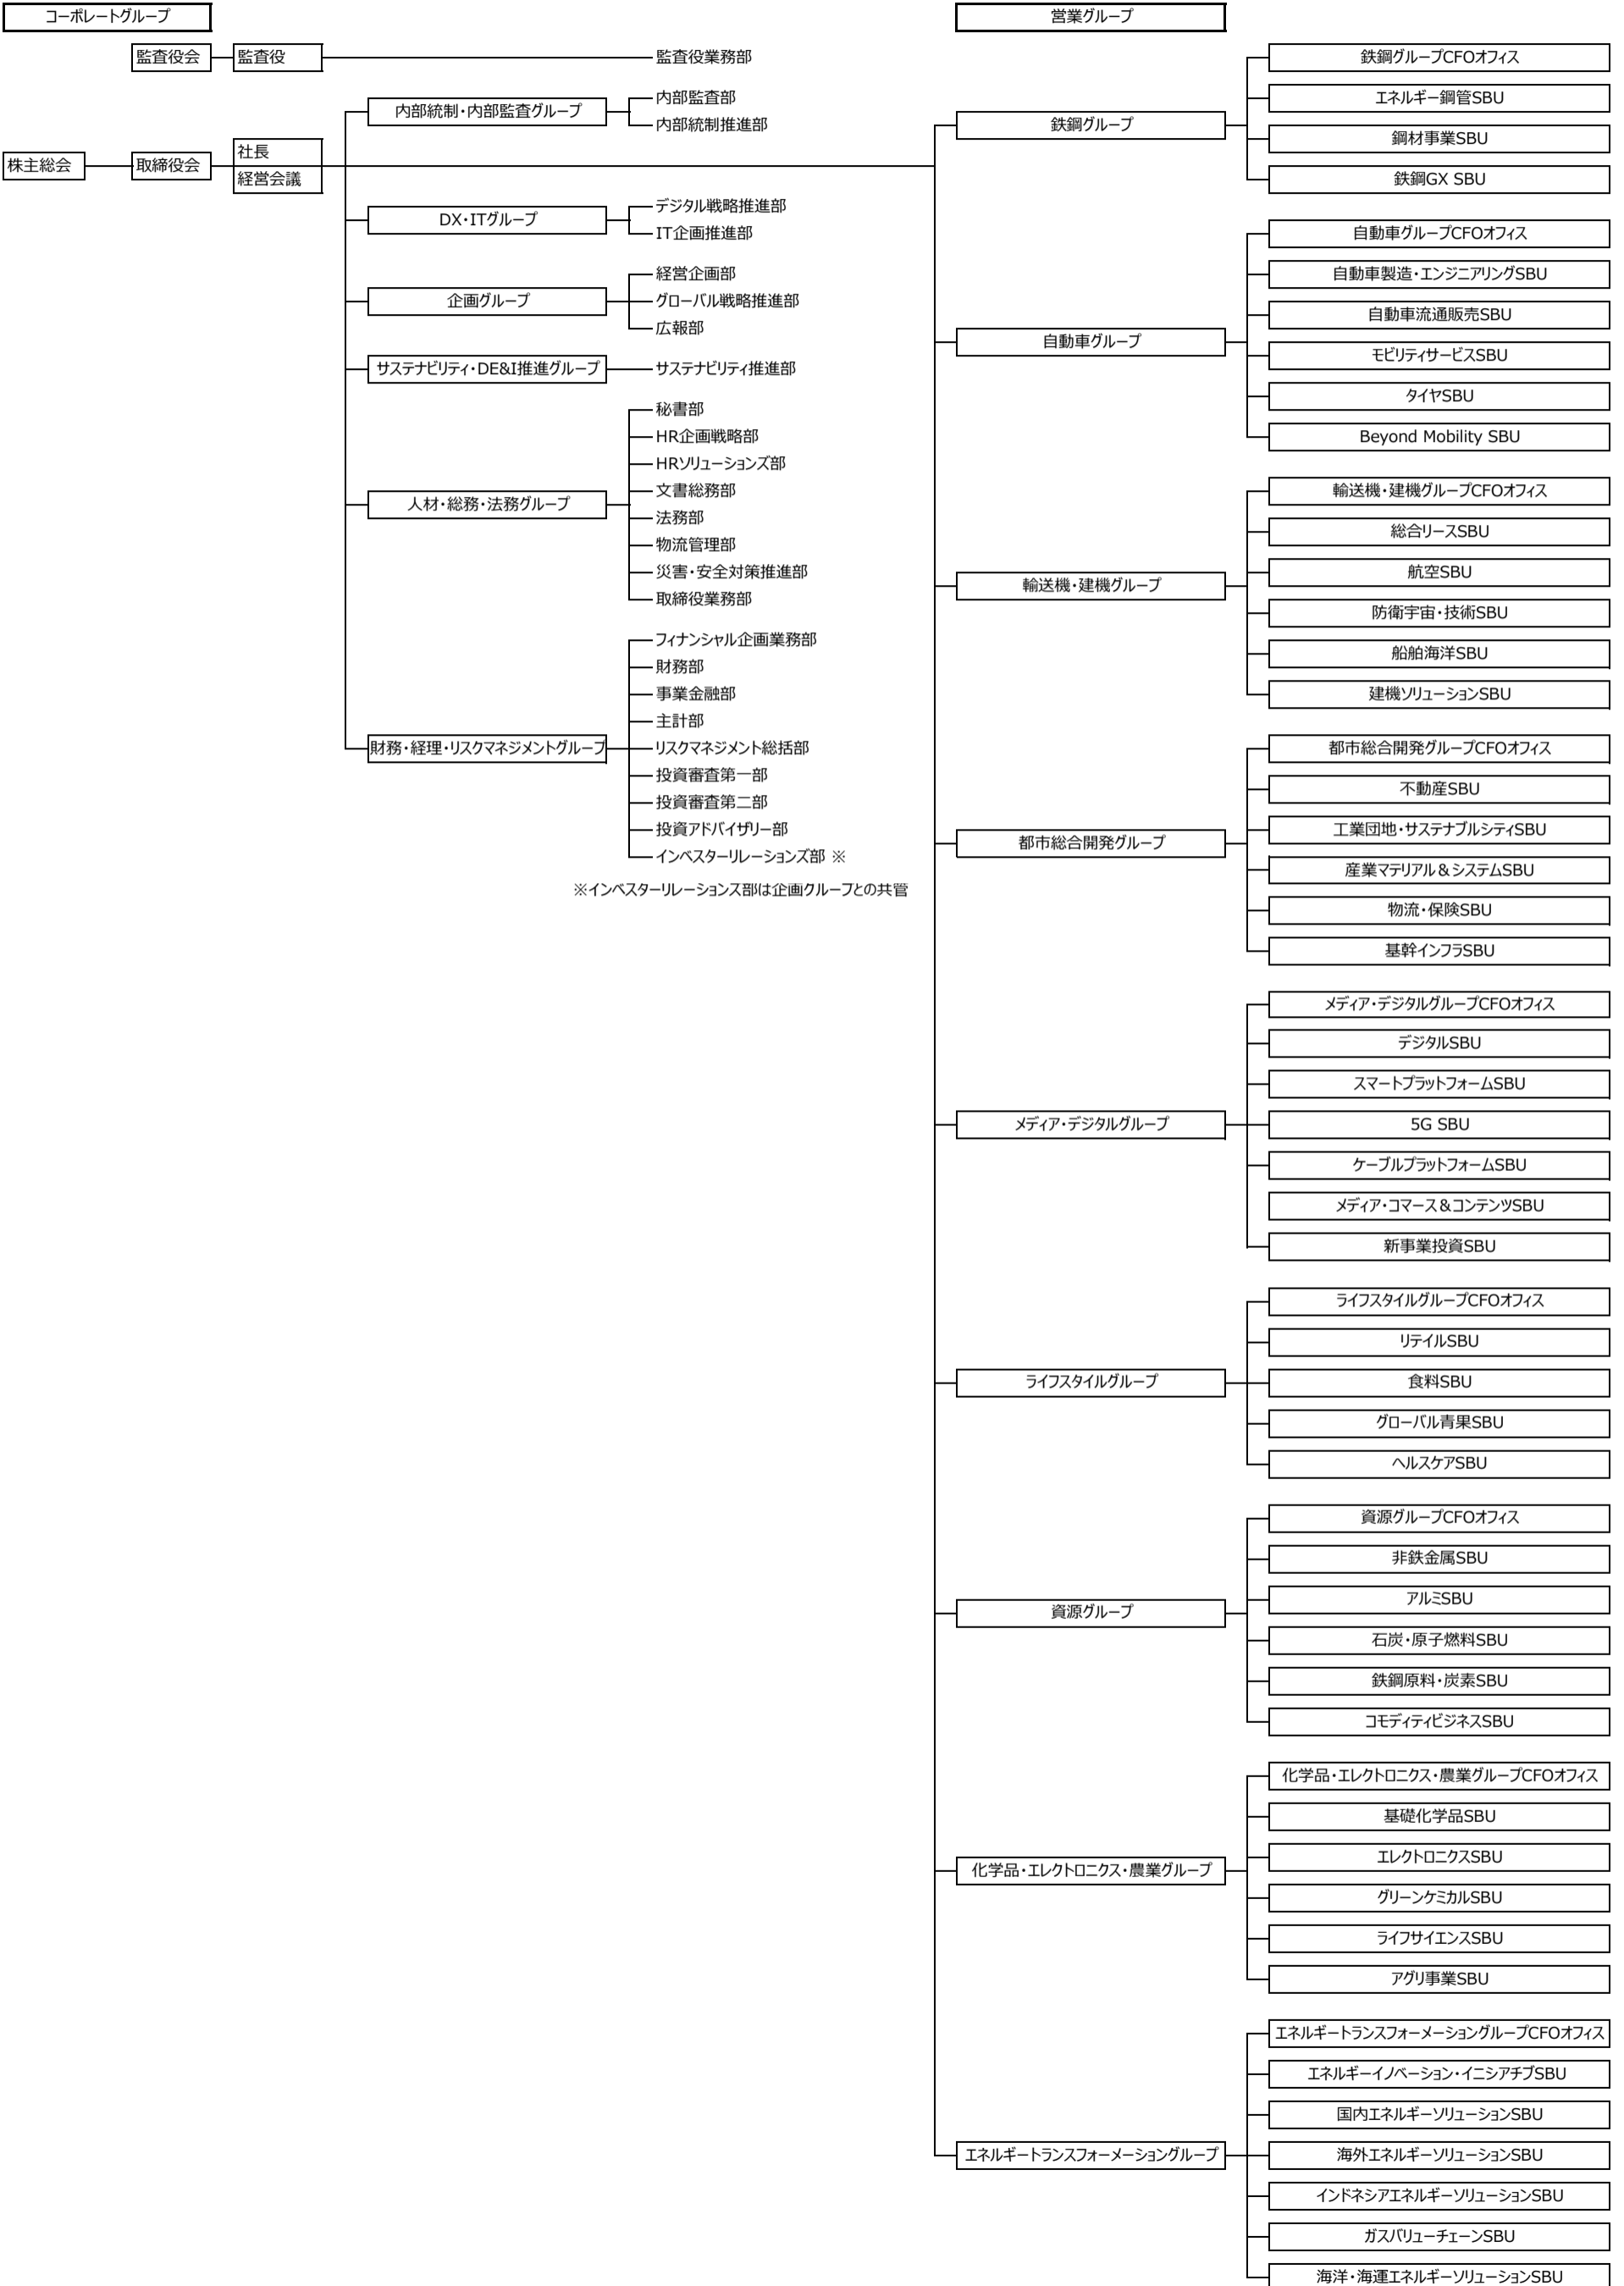 コーポレートグループ
監査役会
監査役
監査役業務部
株主総会
取締役会
社長
経営会議
内部統制・内部監査グループ
内部監査部
内部統制推進部
DX・ITグループ
デジタル戦略推進部
IT企画推進部
企画グループ
経営企画部
グローバル戦略推進部
広報部
サステナビリティ・DE&I推進グループ
サステナビリティ推進部
人材・総務・法務グループ
秘書部
HR企画戦略部
HRソリューションズ部
文書総務部
法務部
物流管理部
災害・安全対策推進部
取締役業務部
財務・経理・リスクマネジメントグループ
フィナンシャル企画業務部
財務部
事業金融部
主計部
リスクマネジメント総括部
投資審査第一部
投資審査第二部
投資アドバイザリー部
インベスターリレーションズ部 ※
※インベスターリレーションス部は企画グループとの共管
営業グループ
鉄鋼グループ
鉄鋼グループCFOオフィス
エネルギー鋼管SBU
鋼材事業SBU
鉄鋼GX SBU
自動車グループ
自動車グループCFOオフィス
自動車製造・エンジニアリングSBU
自動車流通販売SBU
モビリティサービスSBU
タイヤSBU
Beyond Mobility SBU
輸送機・建機グループ
輸送機・建機グループCFOオフィス
総合リースSBU
航空SBU
防衛宇宙・技術SBU
船舶海洋SBU
建機ソリューションSBU
都市総合開発グループ
都市総合開発グループCFOオフィス
不動産SBU
工業団地・サステナブルシティSBU
産業マテリアル＆システムSBU
物流・保険SBU
基幹インフラSBU
メディア・デジタルグループ
メディア・デジタルグループCFOオフィス
デジタルSBU
スマートプラットフォームSBU
5G SBU
ケーブルプラットフォームSBU
メディア・コマース＆コンテンツSBU
新事業投資SBU
ライフスタイルグループ
ライフスタイルグループCFOオフィス
リテイルSBU
食料SBU
グローバル青果SBU
ヘルスケアSBU
資源グループ
資源グループCFOオフィス
非鉄金属SBU
アルミSBU
石炭・原子燃料SBU
鉄鋼原料・炭素SBU
コモディティビジネスSBU
化学品・エレクトロニクス・農業グループ
化学品・エレクトロニクス・農業グループCFOオフィス
基礎化学品SBU
エレクトロニクスSBU
グリーンケミカルSBU
ライフサイエンスSBU
アグリ事業SBU
エネルギートランスフォーメーショングループ
エネルギートランスフォーメーショングループCFOオフィス
エネルギーイノベーション・イニシアチブSBU
国内エネルギーソリューションSBU
海外エネルギーソリューションSBU
インドネシアエネルギーソリューションSBU
ガスバリューチェーンSBU
海洋・海運エネルギーソリューションSBU